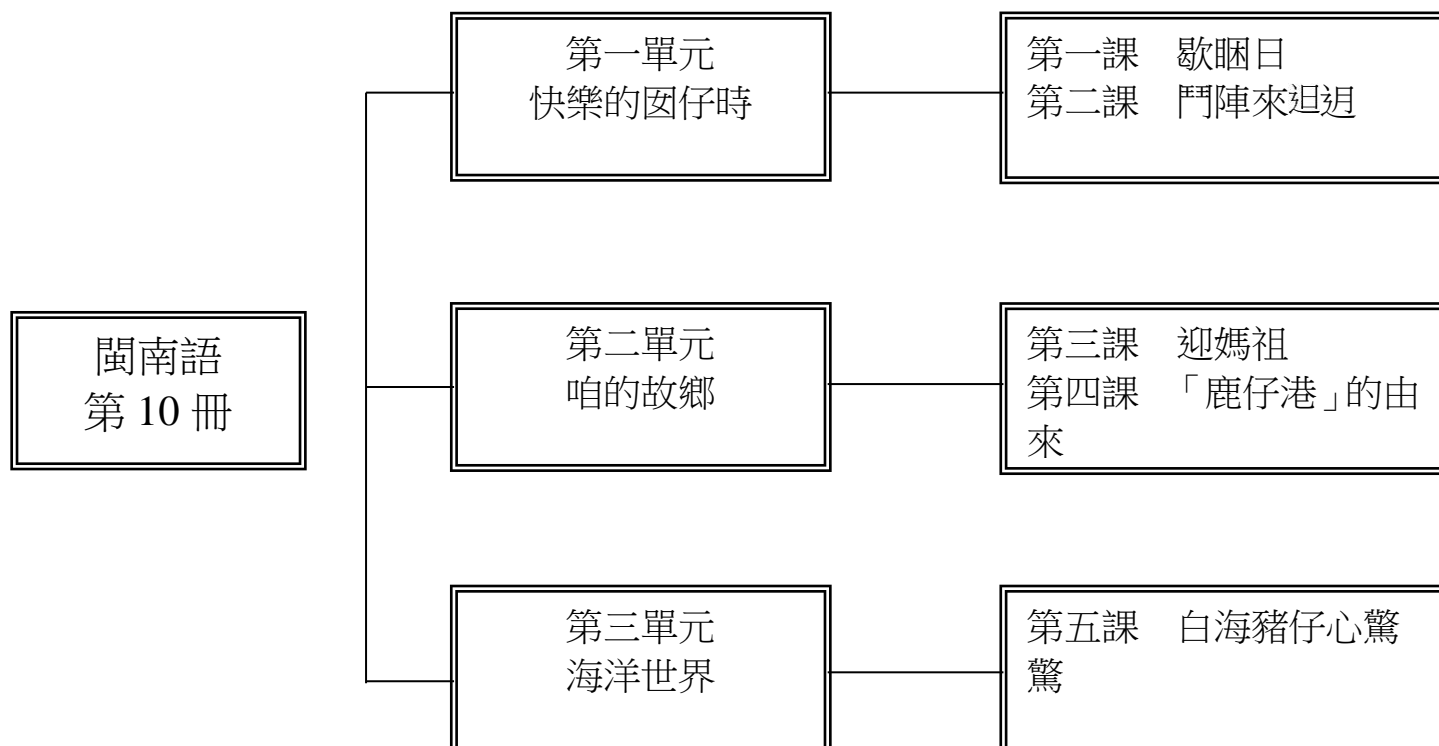 閩南語
第 10 冊
第一單元
快樂的囡仔時
第一課　歇睏日
第二課　鬥陣來迌迌
第二單元
咱的故鄉
第三課　迎媽祖
第四課　「鹿仔港」的由
來
第三單元
海洋世界
第五課　白海豬仔心驚
驚